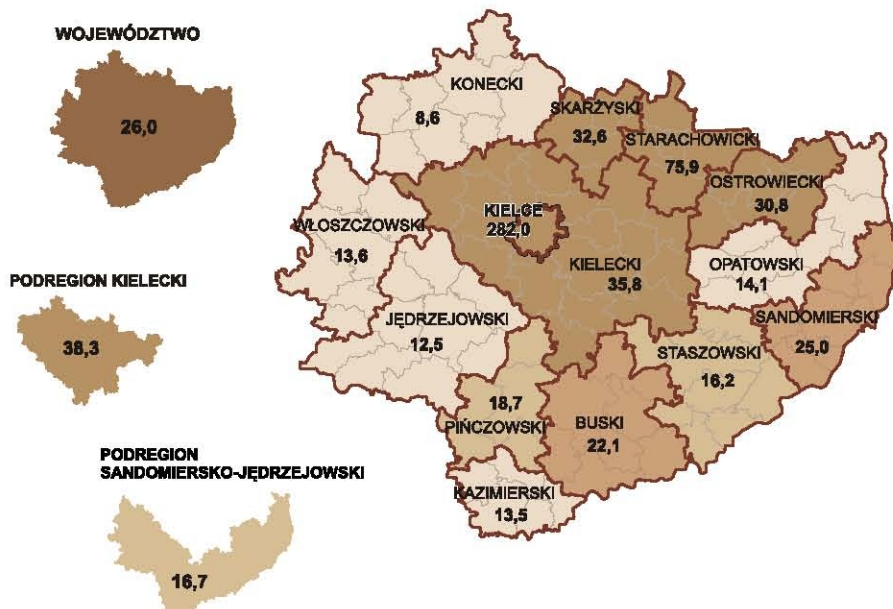 WOJEWÓDZTWO
26,0
PODREGION KIELECKI
38,3
PODREGION
SANDOMIERSKO-JĘDRZEJOWSKI
16,7
KONECKI
8,6
SKARŻYSKI
32,6
STARACHOWICKI
75,9
OSTROWIECKI
30,8
KIELCE
282,0
WŁOSZCZOWSKI
13,6
KIELECKI
35,8
OPATOWSKI
14,1
JĘDRZEJOWSKI
12,5
SANDOMIERSKI
25,0
STASZOWSKI
16,2
18,7
PIŃCZOWSKI
BUSKI
22,1
KAZIMIERSKI
13,5